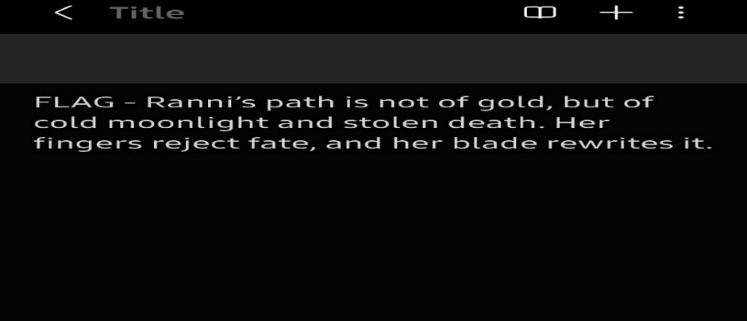 Title
FLAG – Ranni’s path is not of gold, but of
cold moonlight and stolen death. Her
fingers reject fate, and her blade rewrites it.